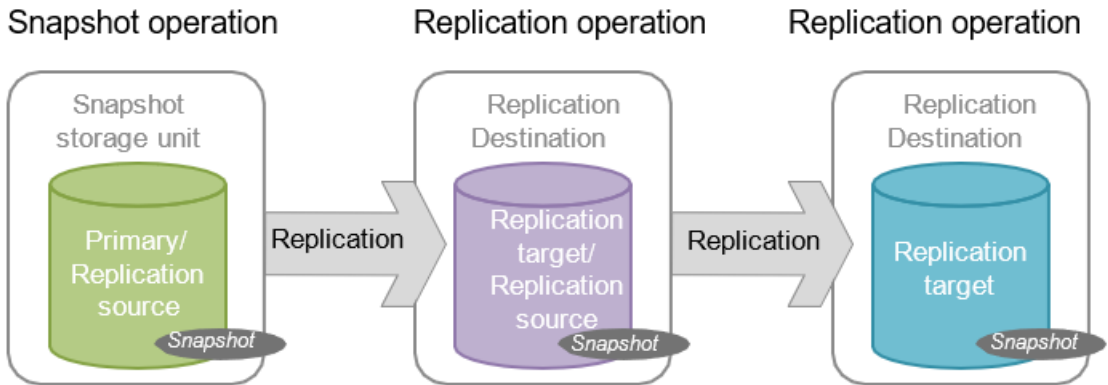 Snapshot operation
Replication operation
Replication operation
Snapshot
storage unit
Primary/
Replication
source
Snapshot
Replication
Replication
Destination
Replication
target/
Replication
source
Snapshot
Replication
Replication
Destination
Replication
target
Snapshot